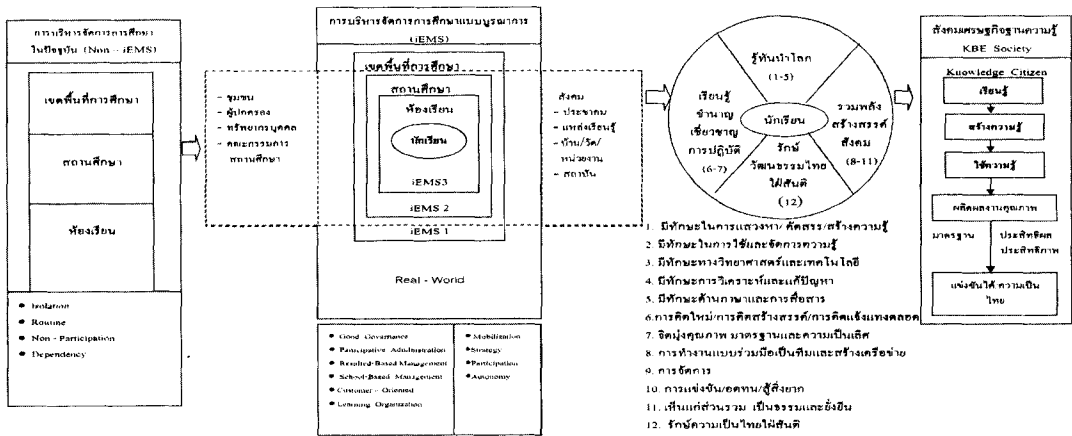 การบริหารจัดการการศึกษา
ในปัจจุบัน (Non - iEMS)
เขตพื้นที่การศึกษา
สถานศึกษา
ห้องเรียน
● Isolation
● Routine
● Non - Participation
● Dependency
การบริหารจัดการการศึกษาแบบบูรณาการ
(iEMS)
เขตพื้นที่การศึกษา
สถานศึกษา
ห้องเรียน
นักเรียน
iEMS3
iEMS 2
iEMS 1
- ชุมชน
- ผู้ปกครอง
- ทรัพยากรบุคคล
- คณะกรรมการ
สถานศึกษา
สังคม
- ประชาคม
- แหล่งเรียนรู้
- บ้าน/วัด/
หน่วยงาน
- สถาบัน
Real - World
● Good Governance
● Participative Administration
● Resulted-Based Management
● School-Based Management
● Customer - Oriented
● Learning Organization
● Mobilization
● Strategy
● Participation
● Autonomy
รู้ทันนำโลก
(1-5)
เรียนรู้
ชำนาญ
เชี่ยวชาญ
การปฏิบัติ
(6-7)
นักเรียน
รวมพลัง
สร้างสรรค์
สังคม
(8-11)
รักษ์
วัฒนธรรมไทย
ใฝ่สันติ
(12)
1. มีทักษะในการแสวงหา/คัดสรร/สร้างความรู้
2. มีทักษะในการใช้และจัดการความรู้
3. มีทักษะทางวิทยาศาสตร์และเทคโนโลยี
4. มีทักษะการวิเคราะห์และแก้ปัญหา
5. มีทักษะด้านภาษาและการสื่อสาร
6.การคิดใหม่/การคิดสร้างสรรค์/การคิดแจ้งแทงตลอด
7. จิตมุ่งคุณภาพ มาตรฐานและความเป็นเลิศ
8. การทำงานแบบร่วมมือเป็นทีมและสร้างเครือข่าย
9. การจัดการ
10. การแข่งขัน/อดทน/สู้สิ่งยาก
11. เห็นแก่ส่วนรวม เป็นธรรมและยั่งยืน
12. รักษ์ความเป็นไทยใฝ่สันติ
สังคมเศรษฐกิจฐานความรู้
KBE Society
Knowledge Citizen
เรียนรู้
สร้างความรู้
ใช้ความรู้
ผลิตผลงานคุณภาพ
มาตรฐาน
ประสิทธิผล
ประสิทธิภาพ
แข่งขันได้ ความเป็น
ไทย